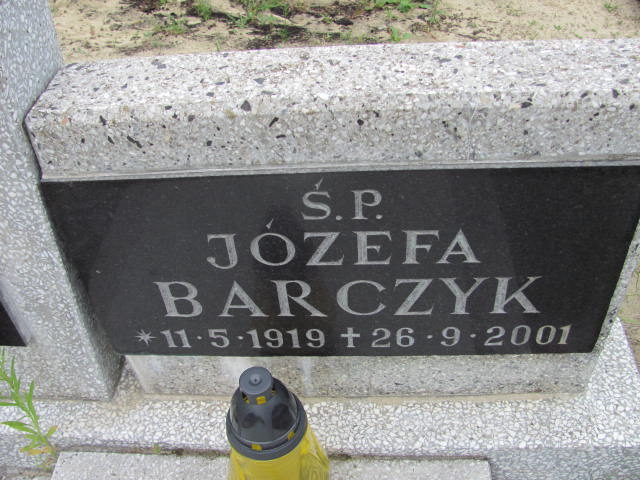 Ś.P.
JÓZEFA
BARCZYK
*11·5·1919 ✝ 26·9·2001